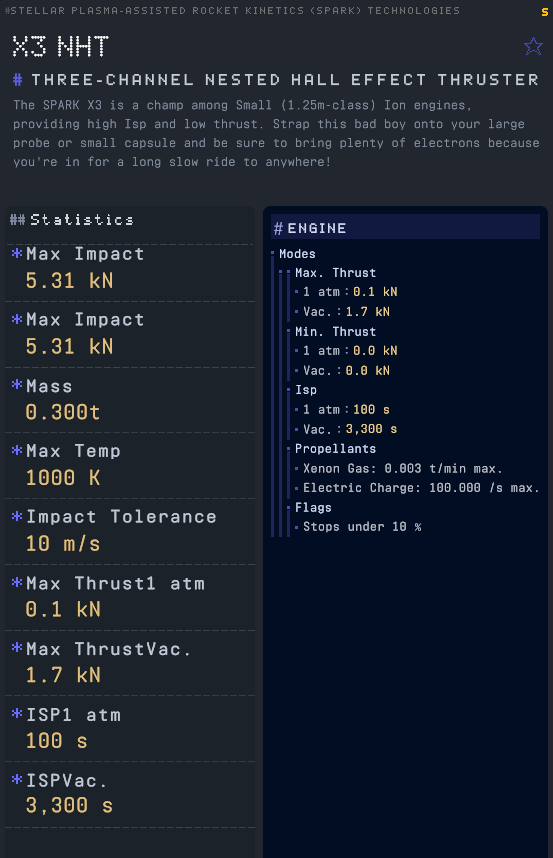 #STELLAR PLASMA-ASSISTED ROCKET KINETICS (SPARK) TECHNOLOGIES
S
X3 NHT
# THREE-CHANNEL NESTED HALL EFFECT THRUSTER
The SPARK X3 is a champ among Small (1.25m-class) Ion engines,
providing high Isp and low thrust. Strap this bad boy onto your large
probe or small capsule and be sure to bring plenty of electrons because
you're in for a long slow ride to anywhere!
## Statistics
*Max Impact
5.31 kN
*Max Impact
5.31 kN
*Mass
0.300t
*Max Temp
1000 K
*Impact Tolerance
10 m/s
*Max Thrust1 atm
0.1 kN
*Max ThrustVac.
1.7 kN
*ISP1 atm
100 s
*ISPVac.
3,300 s
# ENGINE
Modes
Max. Thrust
1 atm: 0.1 kN
Vac.: 1.7 kN
Min. Thrust
1 atm: 0.0 kN
Vac.: 0.0 kN
Isp
1 atm: 100 s
Vac.: 3,300 s
Propellants
Xenon Gas: 0.003 t/min max.
Electric Charge: 100.000 /s max.
Flags
Stops under 10 %